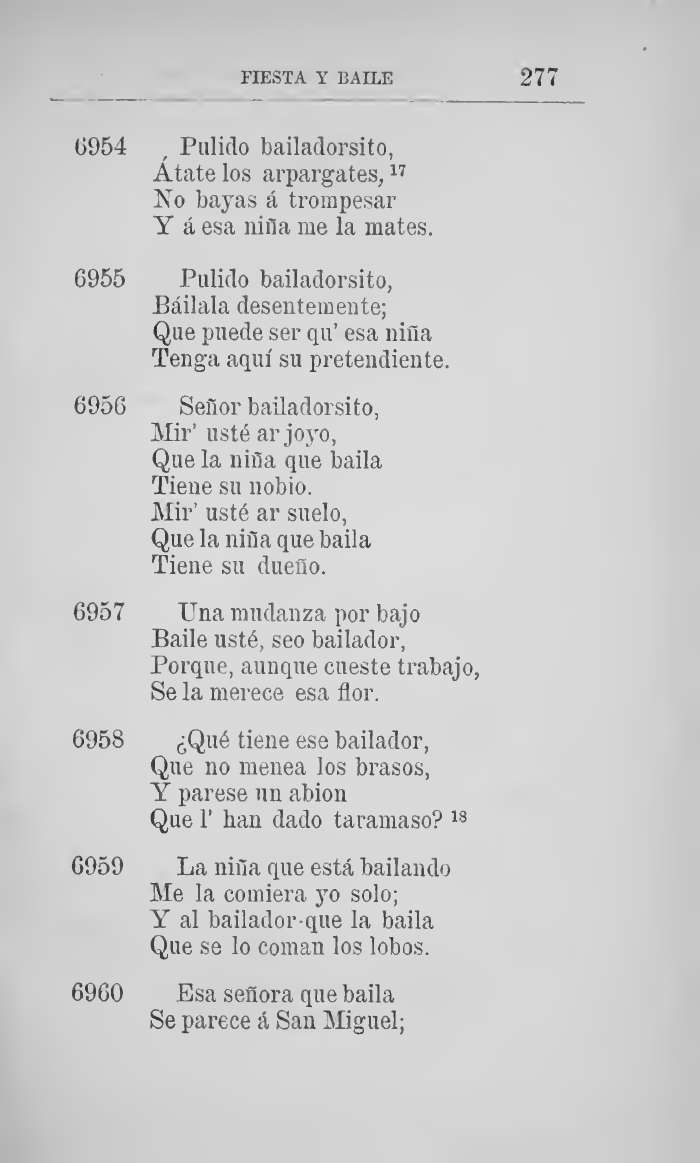 FIESTA Y BAILE 277
6954 Pulido bailadorsito,
Átate los arpargates, 17
No bayas á trompesar
Y á esa niña me la mates.
6955 Pulido bailadorsito,
Báilala desentemente;
Que puede ser qu' esa niña
Tenga aquí su pretendiente.
6956 Señor bailadorsito,
Mir' usté ar joyo,
Que la niña que baila
Tiene su nobio.
Mir' usté ar suelo,
Que la niña que baila
Tiene su dueño.
6957 Una mudanza por bajo
Baile usté, seo bailador,
Porque, aunque cueste trabajo,
Se la merece esa flor.
6958 ¿Qué tiene ese bailador,
Que no menea los brasos,
Y parese un abion
Que l' han dado taramaso? 18
6959 La niña que está bailando
Me la comiera yo solo;
Y al bailador que la baila
Que se lo coman los lobos.
6960 Esa señora que baila
Se parece á San Miguel;